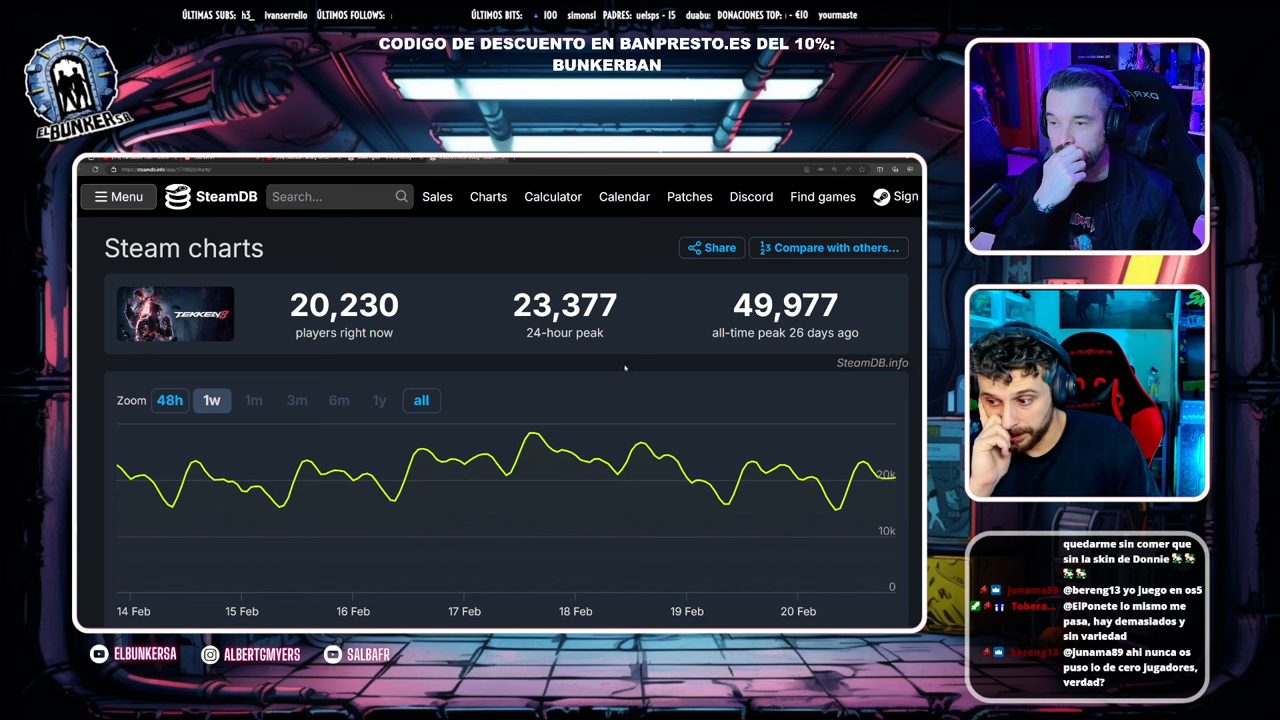 ÚLTIMAS SUBS: h3_ ivanserrello ÚLTIMOS FOLLOWS:
ÚLTIMOS BITS: 100 simonsl PADRES: uelsps - 15 duabu: DONACIONES TOP: - €10 yourmaste
CODIGO DE DESCUENTO EN BANPRESTO.ES DEL 10%:
BUNKERBAN
EL BUNKER S.A.
Menu SteamDB Search... Sales Charts Calculator Calendar Patches Discord Find games Sign
Steam charts
Share Compare with others...
TEKKEN 8
20,230 23,377 49,977
players right now 24-hour peak all-time peak 26 days ago
SteamDB.info
Zoom 48h 1w 1m 3m 6m 1y all
20k
10k
0
14 Feb 15 Feb 16 Feb 17 Feb 18 Feb 19 Feb 20 Feb
ELBUNKERSA ALBERTGMYERS SALBAFR
quedarme sin comer que
sin la skin de Donnie
junama89 @bereng13 yo juego en os5
Tobera... @ElPonete lo mismo me
pasa, hay demasiados y
sin variedad
bereng13 @junama89 ahi nunca os
puso lo de cero jugadores,
verdad?